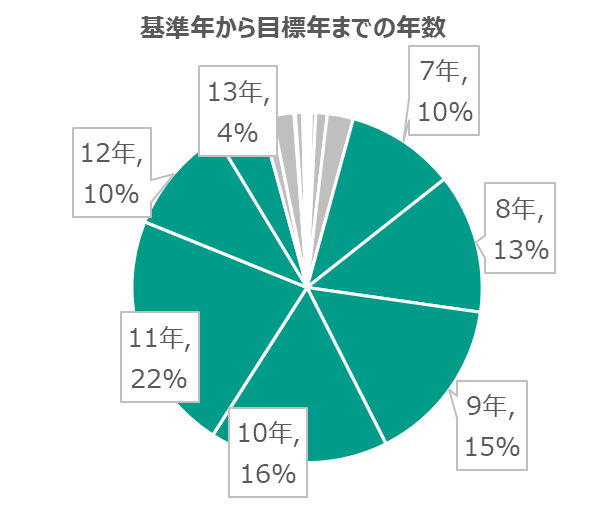 基準年から目標年までの年数
7年,
10%
8年,
13%
9年,
15%
10年,
16%
11年,
22%
12年,
10%
13年,
4%